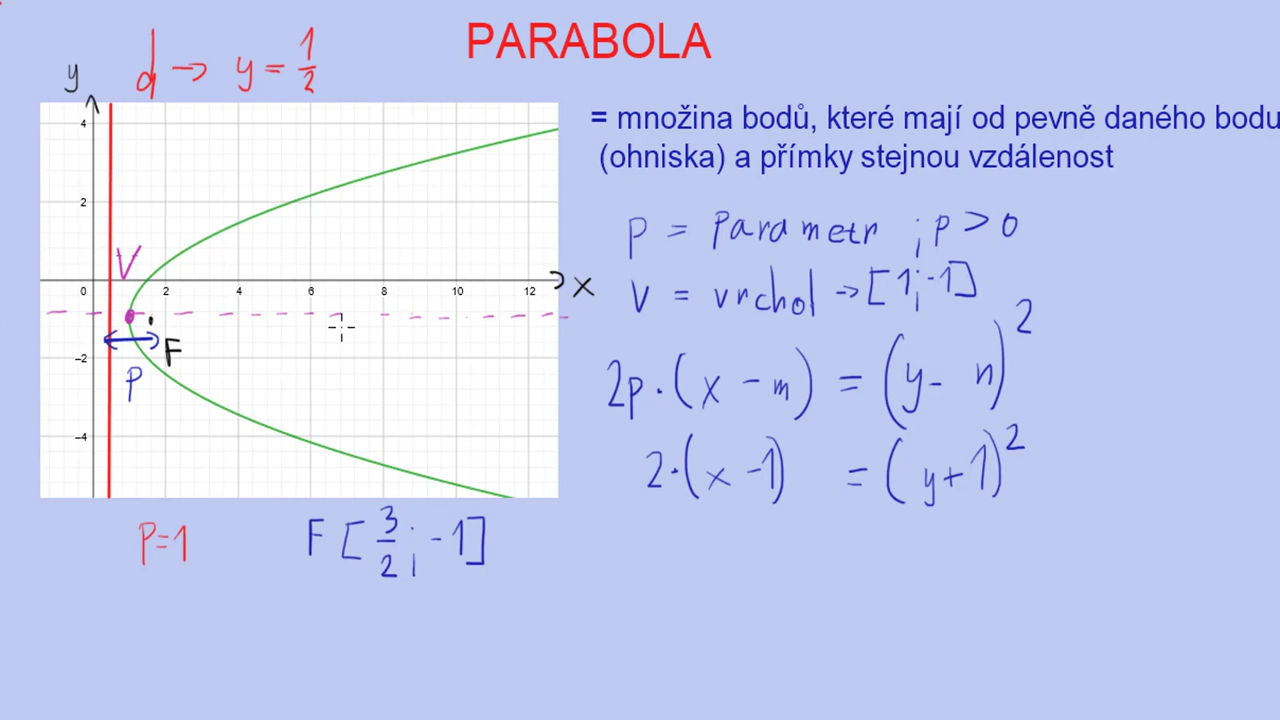 PARABOLA
d → y = 1/2
y
= množina bodů, které mají od pevně daného bodu
(ohniska) a přímky stejnou vzdálenost
p = parametr ; p > 0
V = vrchol → [1; -1]
2p·(x - m) = (y - n)²
2·(x - 1) = (y + 1)²
4
2
V
0 2 4 6 8 10 12 x
-2
F
p
-4
p=1
F [3/2; -1]